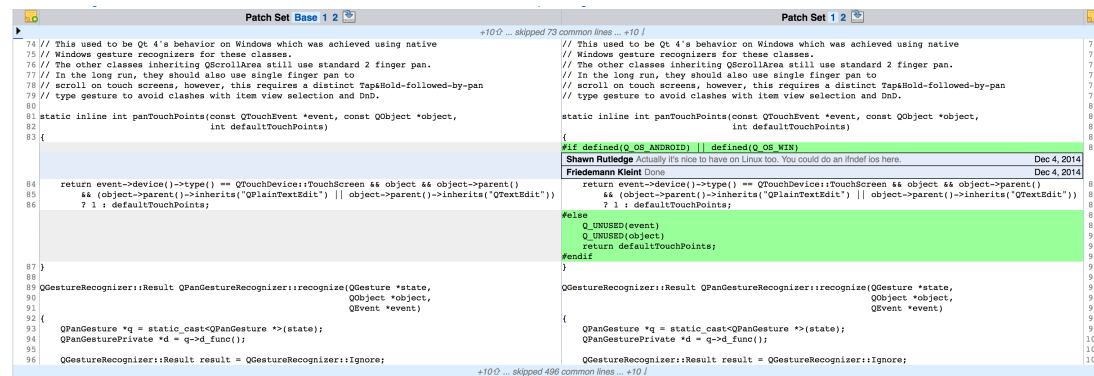 Patch Set Base 1 2
Patch Set 1 2
+10⇧ ... skipped 73 common lines ... +10⇩
74 // This used to be Qt 4's behavior on Windows which was achieved using native
75 // Windows gesture recognizers for these classes.
76 // The other classes inheriting QScrollArea still use standard 2 finger pan.
77 // In the long run, they should also use single finger pan to
78 // scroll on touch screens, however, this requires a distinct Tap&Hold-followed-by-pan
79 // type gesture to avoid clashes with item view selection and DnD.
80
81 static inline int panTouchPoints(const QTouchEvent *event, const QObject *object,
82 int defaultTouchPoints)
83 {
84 return event->device()->type() == QTouchDevice::TouchScreen && object && object->parent()
85 && (object->parent()->inherits("QPlainTextEdit") || object->parent()->inherits("QTextEdit"))
86 ? 1 : defaultTouchPoints;
87 }
88
89 QGestureRecognizer::Result QPanGestureRecognizer::recognize(QGesture *state,
90 QObject *object,
91 QEvent *event)
92 {
93 QPanGesture *q = static_cast<QPanGesture *>(state);
94 QPanGesturePrivate *d = q->d_func();
95
96 QGestureRecognizer::Result result = QGestureRecognizer::Ignore;
// This used to be Qt 4's behavior on Windows which was achieved using native
// Windows gesture recognizers for these classes.
// The other classes inheriting QScrollArea still use standard 2 finger pan.
// In the long run, they should also use single finger pan to
// scroll on touch screens, however, this requires a distinct Tap&Hold-followed-by-pan
// type gesture to avoid clashes with item view selection and DnD.
static inline int panTouchPoints(const QTouchEvent *event, const QObject *object,
int defaultTouchPoints)
{
#if defined(Q_OS_ANDROID) || defined(Q_OS_WIN)
Shawn Rutledge Actually it's nice to have on Linux too. You could do an ifndef ios here. Dec 4, 2014
Friedemann Kleint Done Dec 4, 2014
return event->device()->type() == QTouchDevice::TouchScreen && object && object->parent()
&& (object->parent()->inherits("QPlainTextEdit") || object->parent()->inherits("QTextEdit"))
? 1 : defaultTouchPoints;
#else
Q_UNUSED(event)
Q_UNUSED(object)
return defaultTouchPoints;
#endif
}
QGestureRecognizer::Result QPanGestureRecognizer::recognize(QGesture *state,
QObject *object,
QEvent *event)
{
QPanGesture *q = static_cast<QPanGesture *>(state);
QPanGesturePrivate *d = q->d_func();
QGestureRecognizer::Result result = QGestureRecognizer::Ignore;
+10⇧ ... skipped 496 common lines ... +10⇩